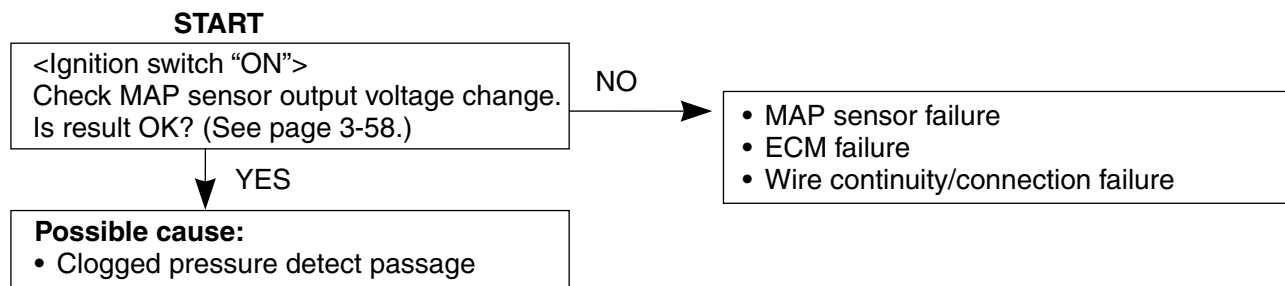 START
<Ignition switch “ON”>
Check MAP sensor output voltage change.
Is result OK? (See page 3-58.)
NO
• MAP sensor failure
• ECM failure
• Wire continuity/connection failure
YES
Possible cause:
• Clogged pressure detect passage